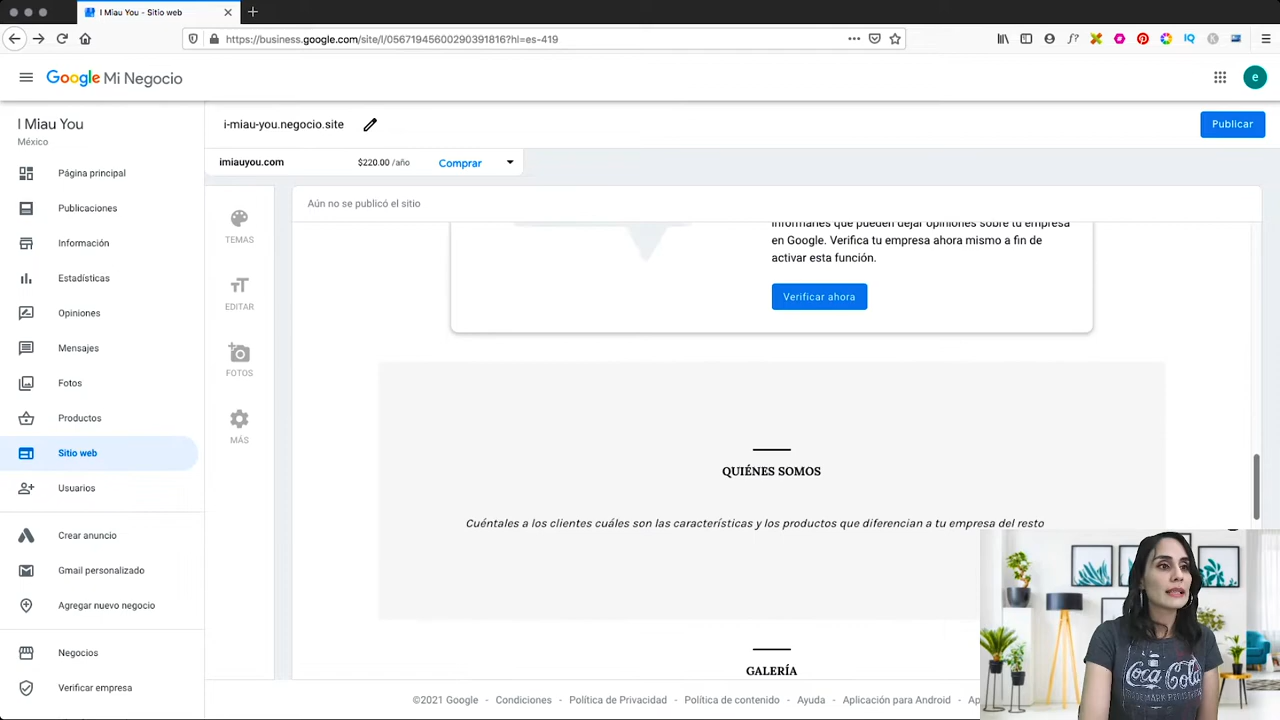 I Miau You - Sitio web
https://business.google.com/site/l/05671945600290391816?hl=es-419
Google Mi Negocio
e
I Miau You
México
Página principal
Publicaciones
Información
Estadísticas
Opiniones
Mensajes
Fotos
Productos
Sitio web
Usuarios
Crear anuncio
Gmail personalizado
Agregar nuevo negocio
Negocios
Verificar empresa
i-miau-you.negocio.site
Publicar
imiauyou.com $220.00 /año Comprar
TEMAS
EDITAR
FOTOS
MÁS
Aún no se publicó el sitio
informarles que pueden dejar opiniones sobre tu empresa
en Google. Verifica tu empresa ahora mismo a fin de
activar esta función.
Verificar ahora
QUIÉNES SOMOS
Cuéntales a los clientes cuáles son las características y los productos que diferencian a tu empresa del resto
GALERÍA
©2021 Google - Condiciones - Política de Privacidad - Política de contenido - Ayuda - Aplicación para Android - Ap
Coca-Cola
TRADEMARK